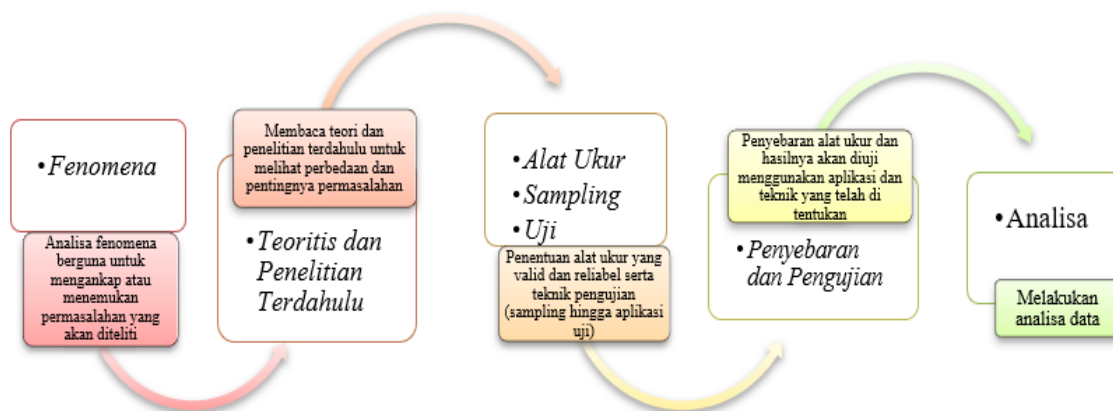 •Fenomena
Analisa fenomena
berguna untuk
mengankap atau
menemukan
permasalahan yang
akan diteliti
Membaca teori dan
penelitian terdahulu untuk
melihat perbedaan dan
pentingnya permasalahan
•Teoritis dan
Penelitian
Terdahulu
•Alat Ukur
•Sampling
•Uji
Penentuan alat ukur yang
valid dan reliabel serta
teknik pengujian
(sampling hingga aplikasi
uji)
Penyebaran alat ukur dan
hasilnya akan diuji
menggunakan aplikasi dan
teknik yang telah di
tentukan
•Penyebaran
dan Pengujian
•Analisa
Melakukan
analisa data